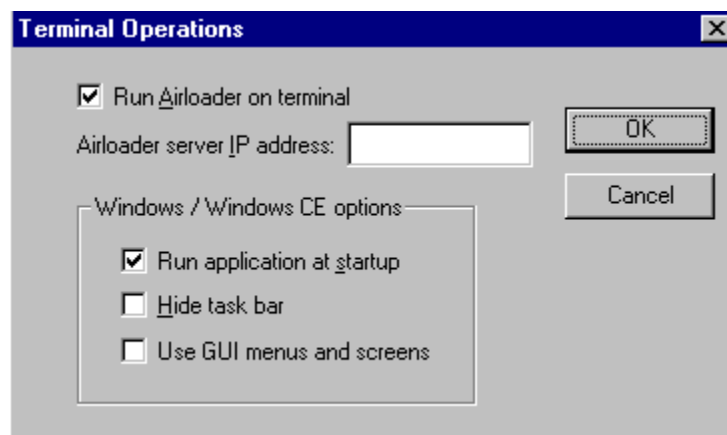 Terminal Operations
Run Airloader on terminal
Airloader server IP address:
OK
Cancel
Windows / Windows CE options
Run application at startup
Hide task bar
Use GUI menus and screens